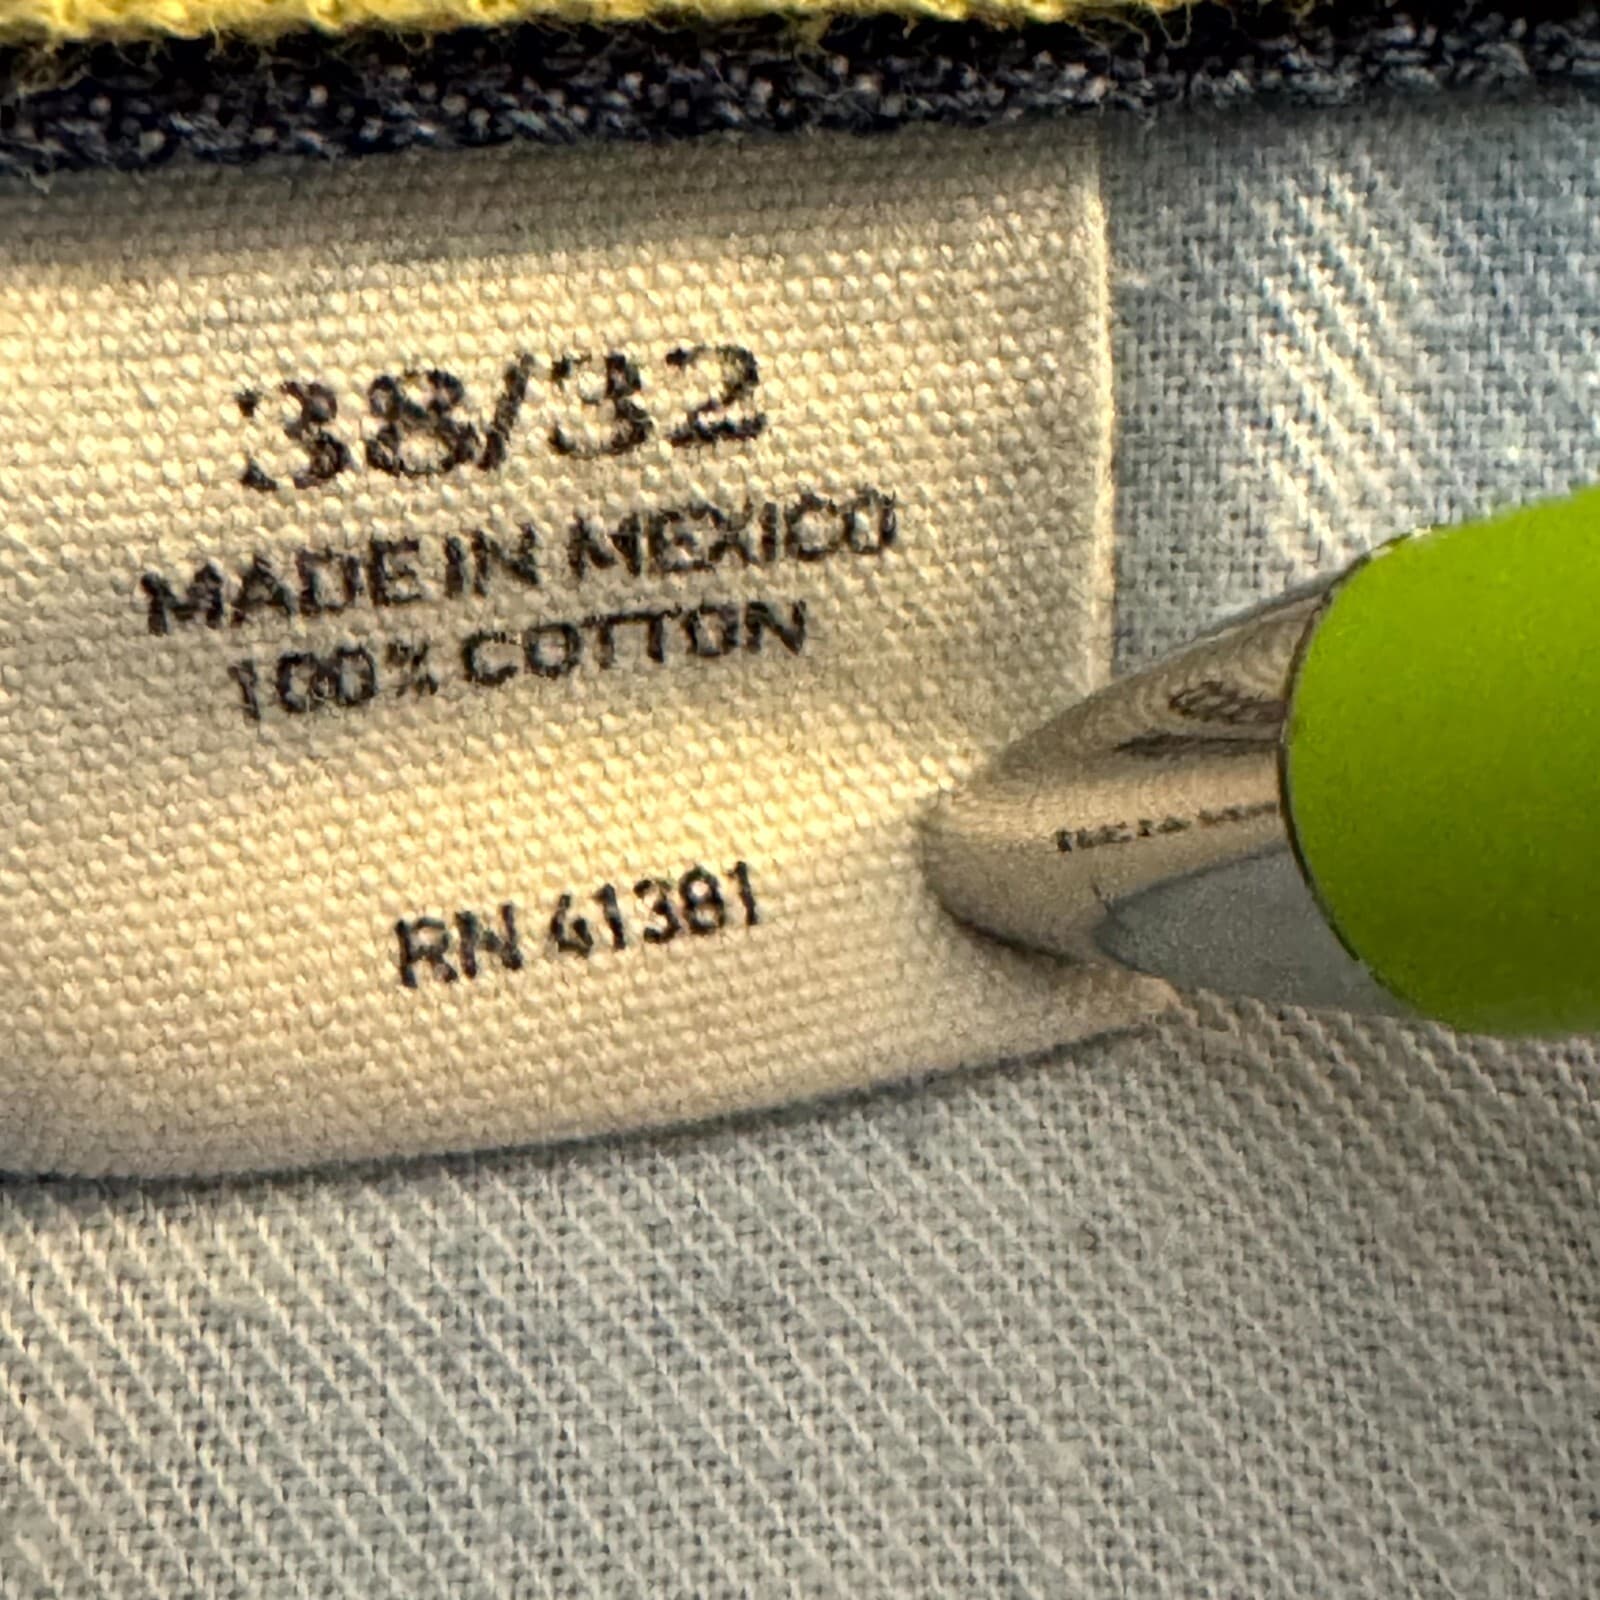 38/32
MADE IN MEXICO
100% COTTON
RN 41381